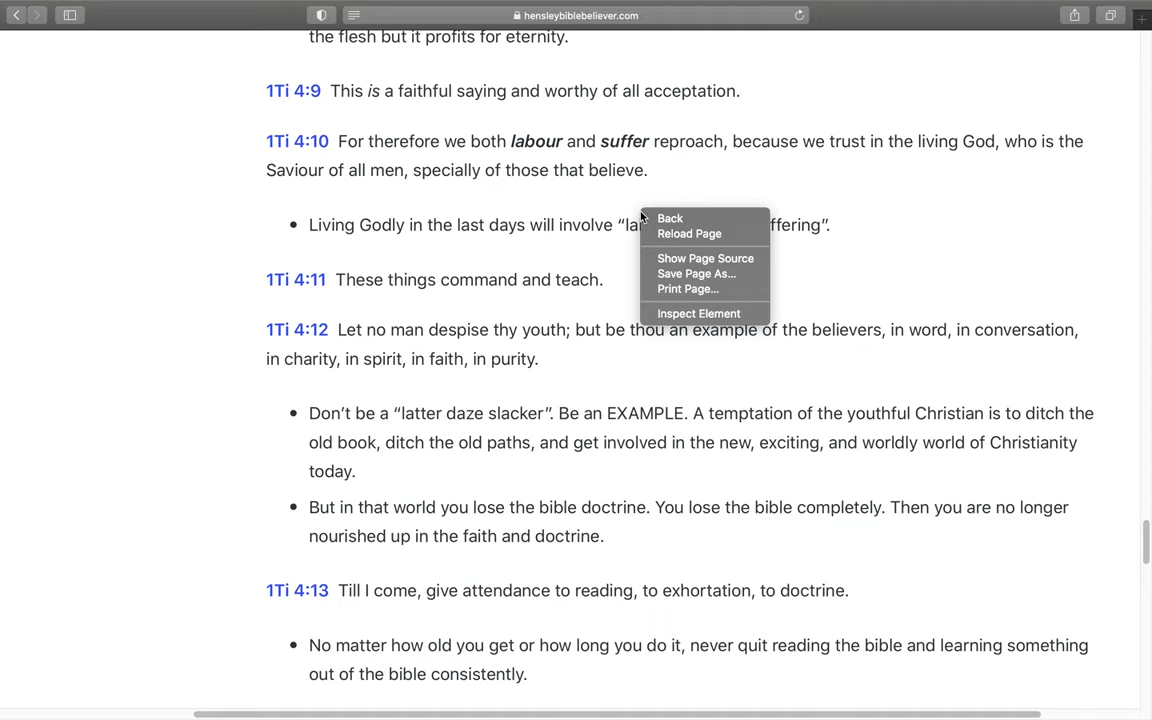 hensleybiblebeliever.com
the flesh but it profits for eternity.
1Ti 4:9 This is a faithful saying and worthy of all acceptation.
1Ti 4:10 For therefore we both labour and suffer reproach, because we trust in the living God, who is the
Saviour of all men, specially of those that believe.
Living Godly in the last days will involve “la ffering”.
Back
Reload Page
Show Page Source
Save Page As...
Print Page...
Inspect Element
1Ti 4:11 These things command and teach.
1Ti 4:12 Let no man despise thy youth; but be thou an example of the believers, in word, in conversation,
in charity, in spirit, in faith, in purity.
Don’t be a “latter daze slacker”. Be an EXAMPLE. A temptation of the youthful Christian is to ditch the
old book, ditch the old paths, and get involved in the new, exciting, and worldly world of Christianity
today.
But in that world you lose the bible doctrine. You lose the bible completely. Then you are no longer
nourished up in the faith and doctrine.
1Ti 4:13 Till I come, give attendance to reading, to exhortation, to doctrine.
No matter how old you get or how long you do it, never quit reading the bible and learning something
out of the bible consistently.